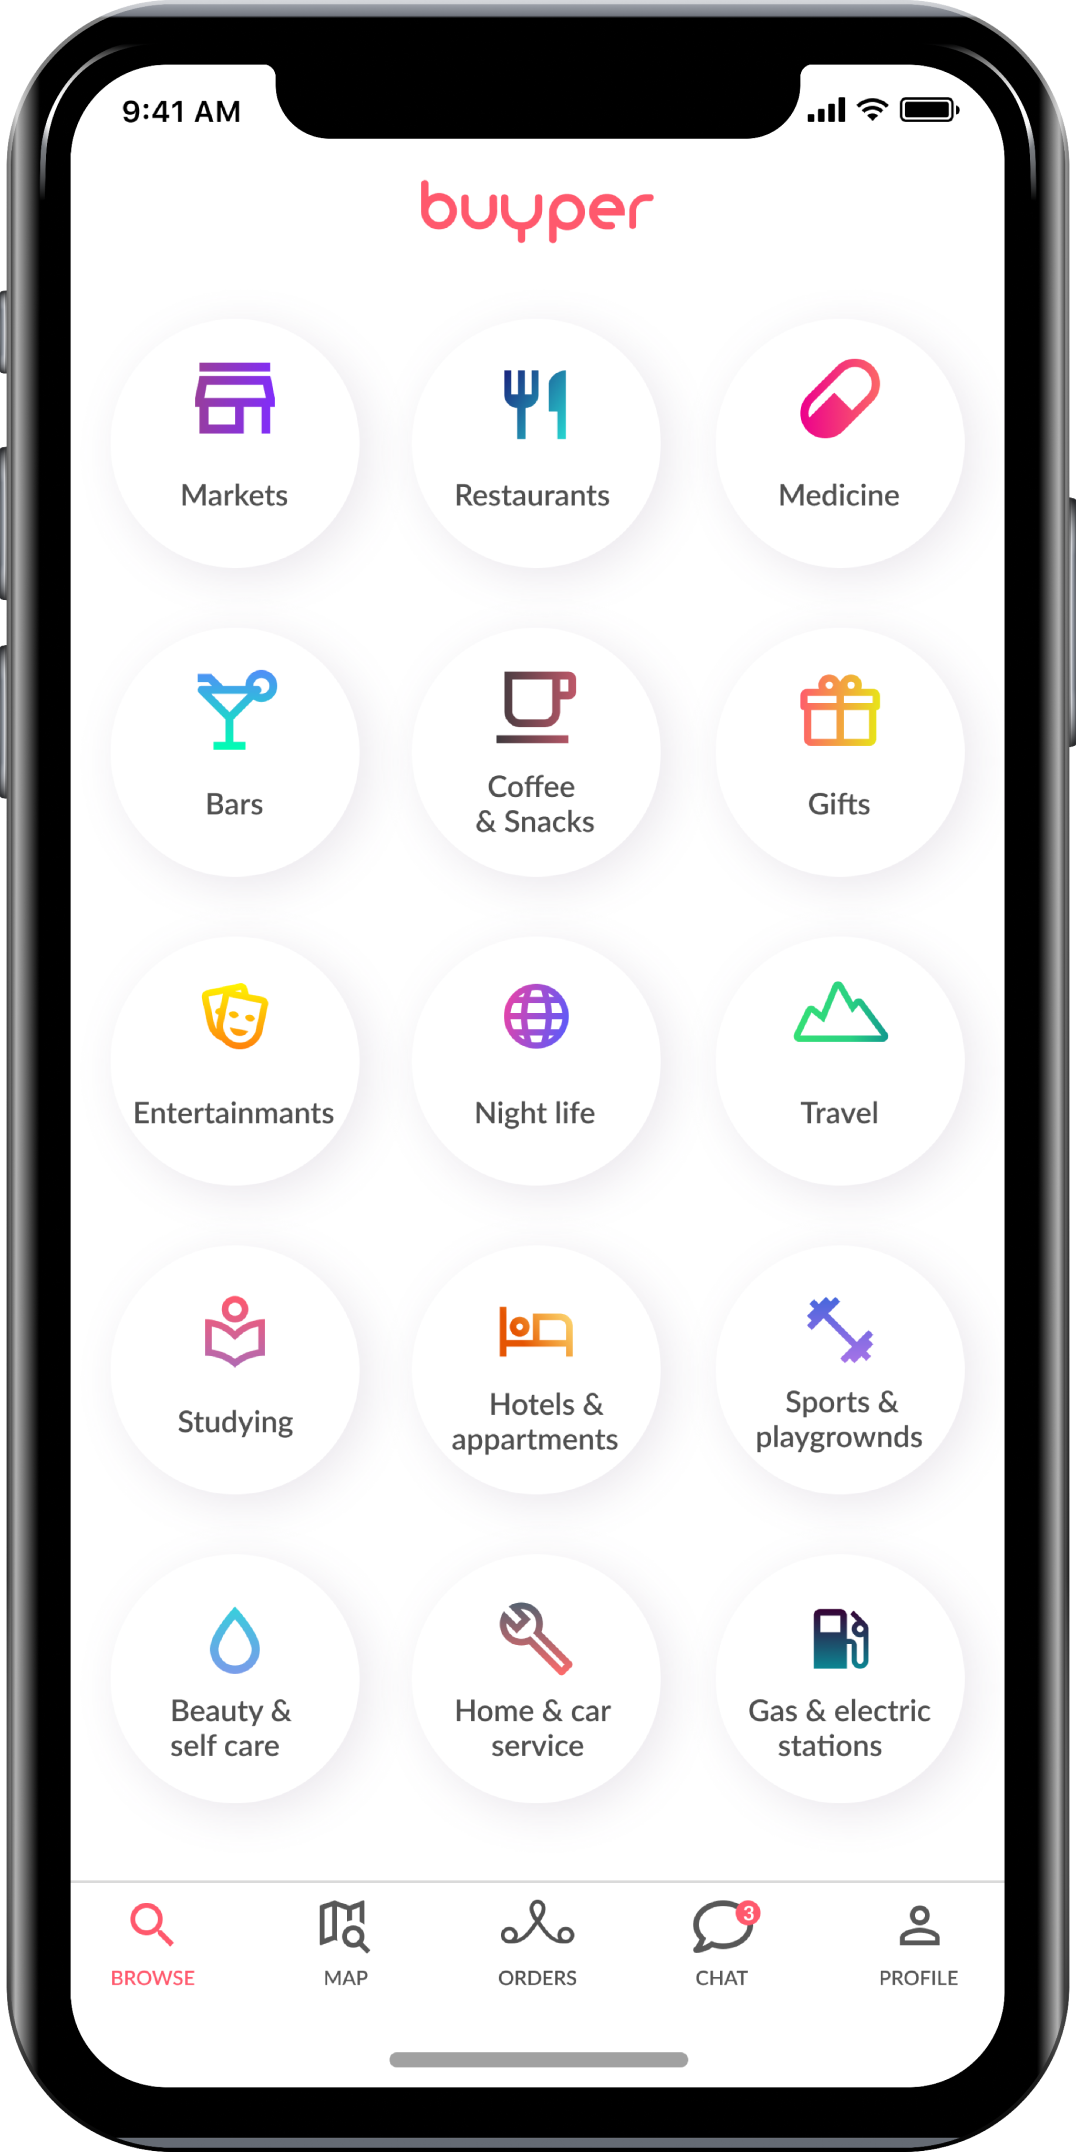 9:41 AM
buyper
Markets
Restaurants
Medicine
Bars
Coffee
& Snacks
Gifts
Entertainmants
Night life
Travel
Studying
Hotels &
appartments
Sports &
playgrownds
Beauty &
self care
Home & car
service
Gas & electric
stations
3
BROWSE
MAP
ORDERS
CHAT
PROFILE